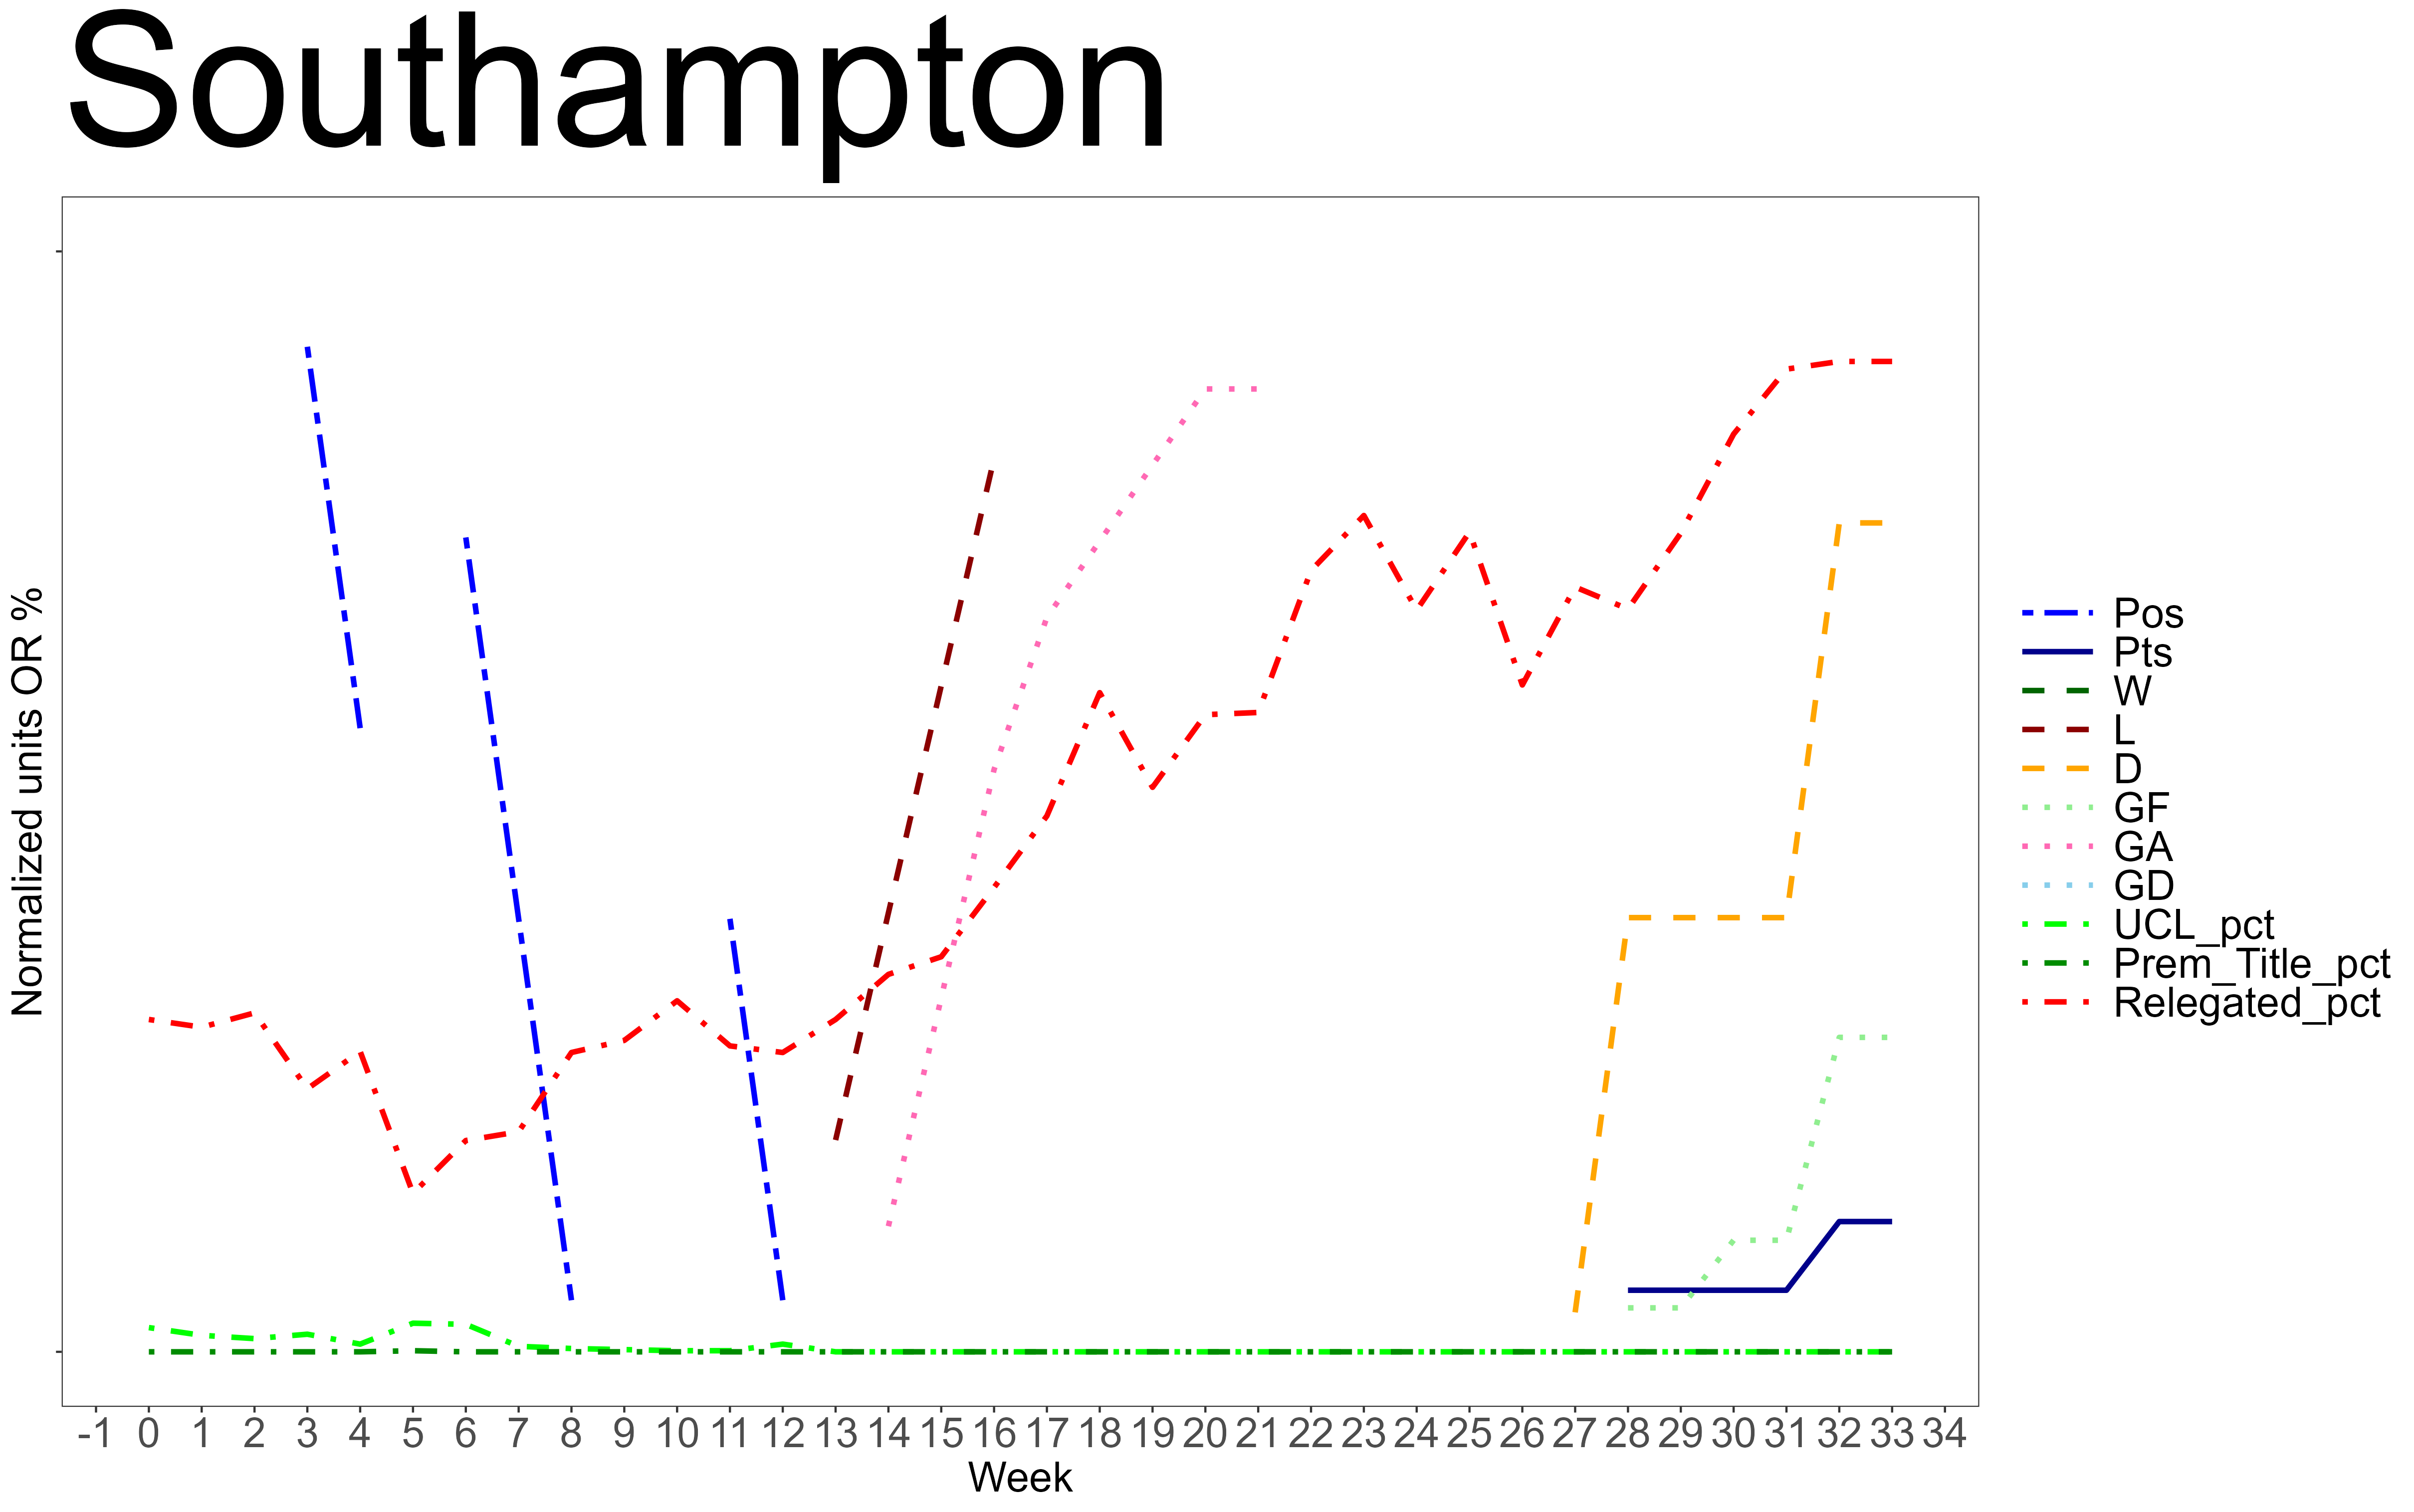 Southampton
Normalized units OR %
-1 0 1 2 3 4 5 6 7 8 9 10 11 12 13 14 15 16 17 18 19 20 21 22 23 24 25 26 27 28 29 30 31 32 33 34
Week
Pos
Pts
W
L
D
GF
GA
GD
UCL_pct
Prem_Title_pct
Relegated_pct